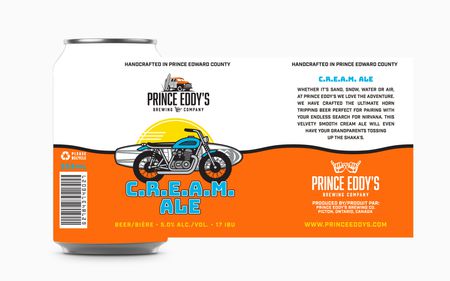 HANDCRAFTED IN PRINCE EDWARD COUNTY
PRINCE EDDY'S
BREWING COMPANY
C.R.E.A.M.
ALE
BEER/BIÈRE - 5.0% ALC./VOL. - 17 IBU
PLEASE
RECYCLE
HANDCRAFTED IN PRINCE EDWARD COUNTY
C.R.E.A.M. ALE
WHETHER IT'S SAND, SNOW, WATER OR AIR,
AT PRINCE EDDY'S WE LOVE THE ADVENTURE.
WE HAVE CRAFTED THE ULTIMATE HORN
TRIPPING BEER PERFECT FOR PAIRING WITH
YOUR ENDLESS SEARCH FOR NIRVANA. THIS
VELVETY SMOOTH CREAM ALE WILL EVEN
HAVE YOUR GRANDPARENTS TOSSING
UP THE SHAKA'S.
PRINCE EDDY'S
BREWING COMPANY
PRODUCED BY/PRODUIT PAR:
PRINCE EDDY'S BREWING CO.
PICTON, ONTARIO, CANADA
WWW.PRINCEEDDYS.COM